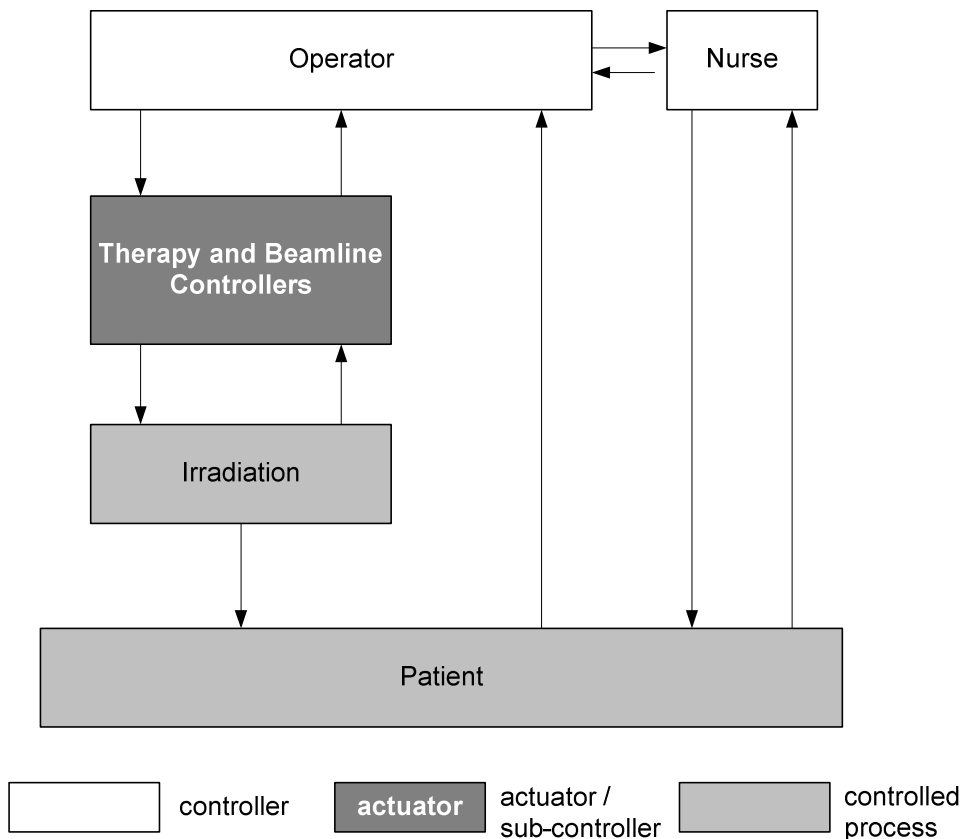 Operator
Nurse
Therapy and Beamline
Controllers
Irradiation
Patient
controller
actuator
actuator /
sub-controller
controlled
process